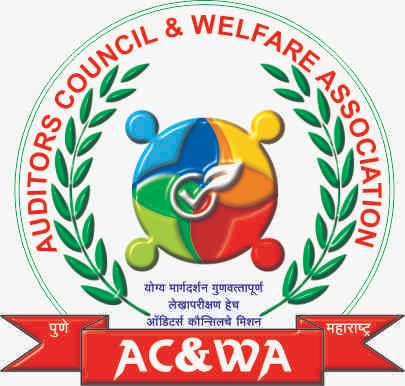 AUDITORS COUNCIL & WELFARE ASSOCIATION
योग्य मार्गदर्शन गुणवत्तापूर्ण
लेखापरीक्षण हेच
ऑडिटर्स कौन्सिलचे मिशन
पुणे
महाराष्ट्र
AC&WA